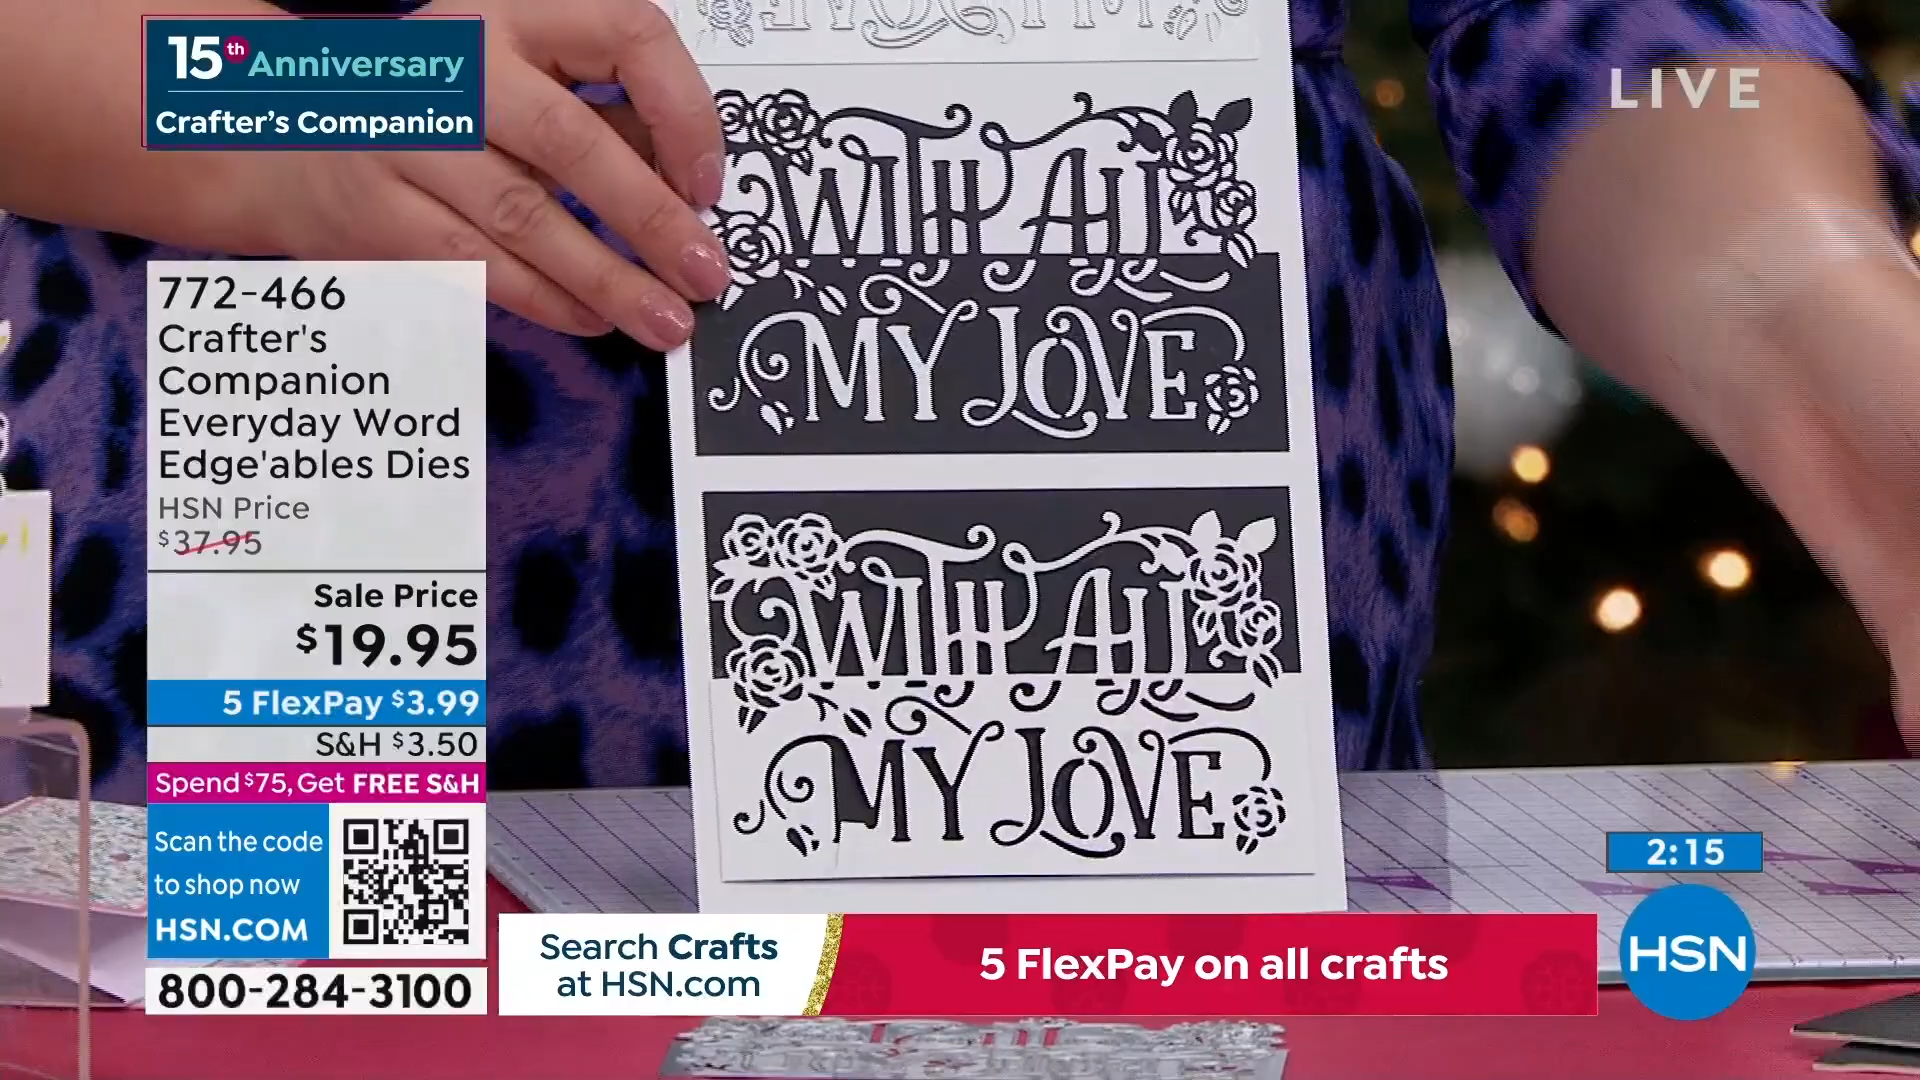 15th Anniversary
Crafter's Companion
LIVE
772-466
Crafter's
Companion
Everyday Word
Edge'ables Dies
HSN Price
$37.95
Sale Price
$19.95
5 FlexPay $3.99
S&H $3.50
Spend $75, Get FREE S&H
Scan the code
to shop now
HSN.COM
800-284-3100
WITH ALL
MY LOVE
WITH ALL
MY LOVE
Search Crafts
at HSN.com
5 FlexPay on all crafts
2:15
HSN